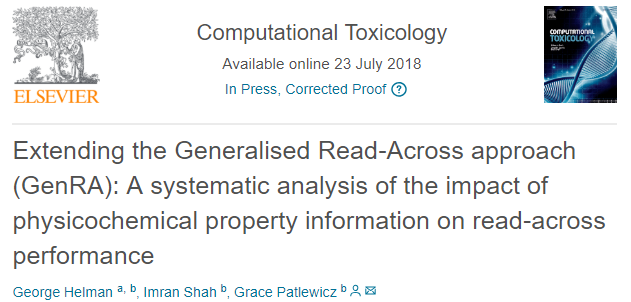 Computational Toxicology
Available online 23 July 2018
In Press, Corrected Proof ?
ELSEVIER
COMPUTATIONAL
TOXICOLOGY
Extending the Generalised Read-Across approach
(GenRA): A systematic analysis of the impact of
physicochemical property information on read-across
performance
George Helman a, b, Imran Shah b, Grace Patlewicz b